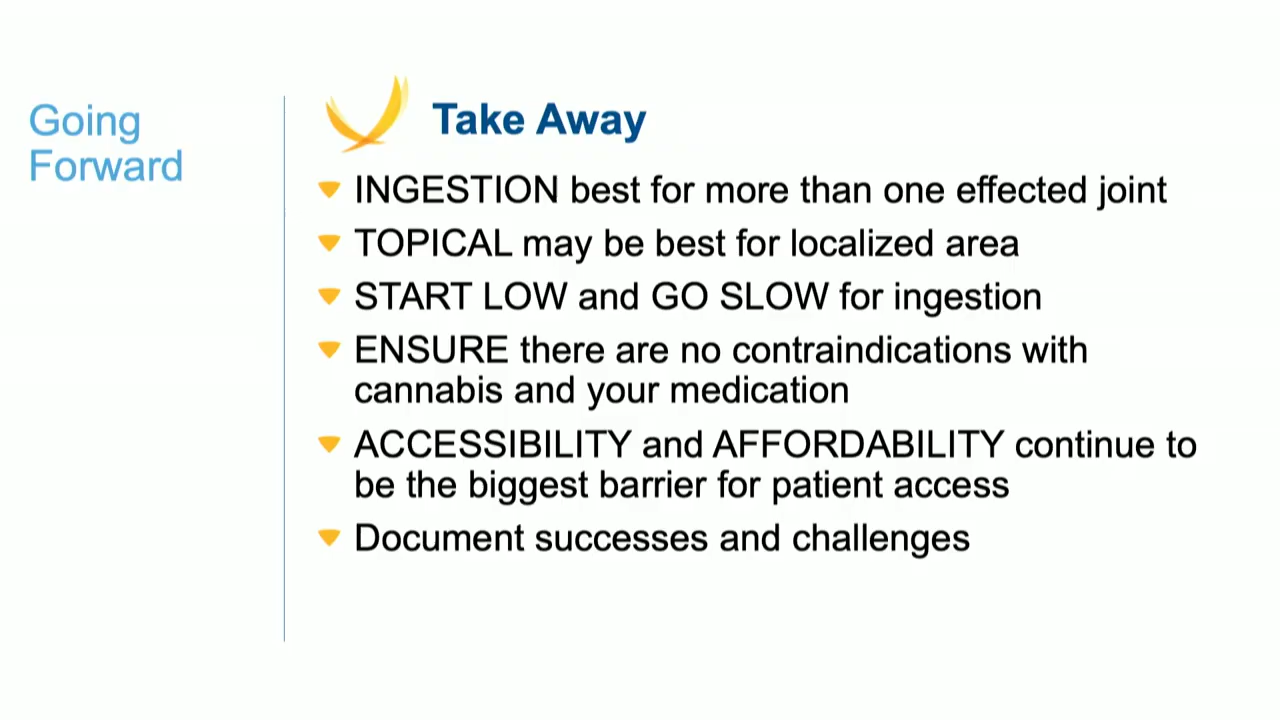 Going
Forward
Take Away
INGESTION best for more than one effected joint
TOPICAL may be best for localized area
START LOW and GO SLOW for ingestion
ENSURE there are no contraindications with
cannabis and your medication
ACCESSIBILITY and AFFORDABILITY continue to
be the biggest barrier for patient access
Document successes and challenges